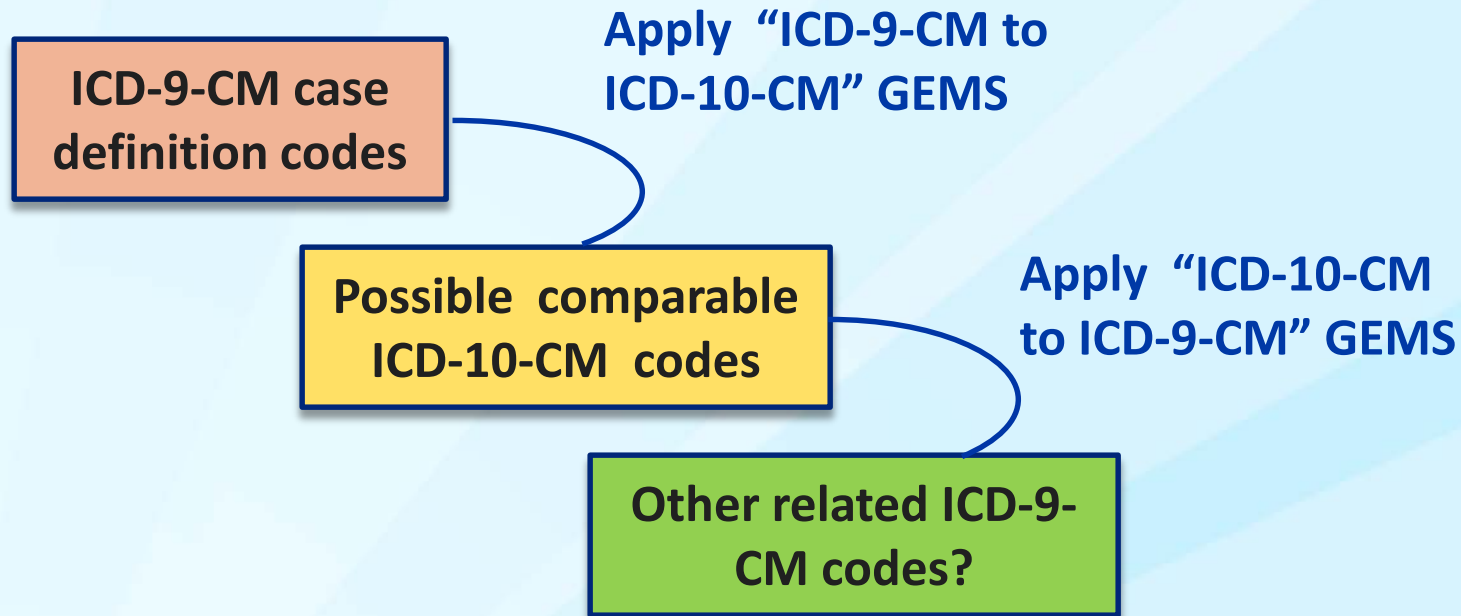 Apply “ICD-9-CM to
ICD-10-CM” GEMS
ICD-9-CM case
definition codes
Possible comparable
ICD-10-CM codes
Apply “ICD-10-CM
to ICD-9-CM” GEMS
Other related ICD-9-
CM codes?